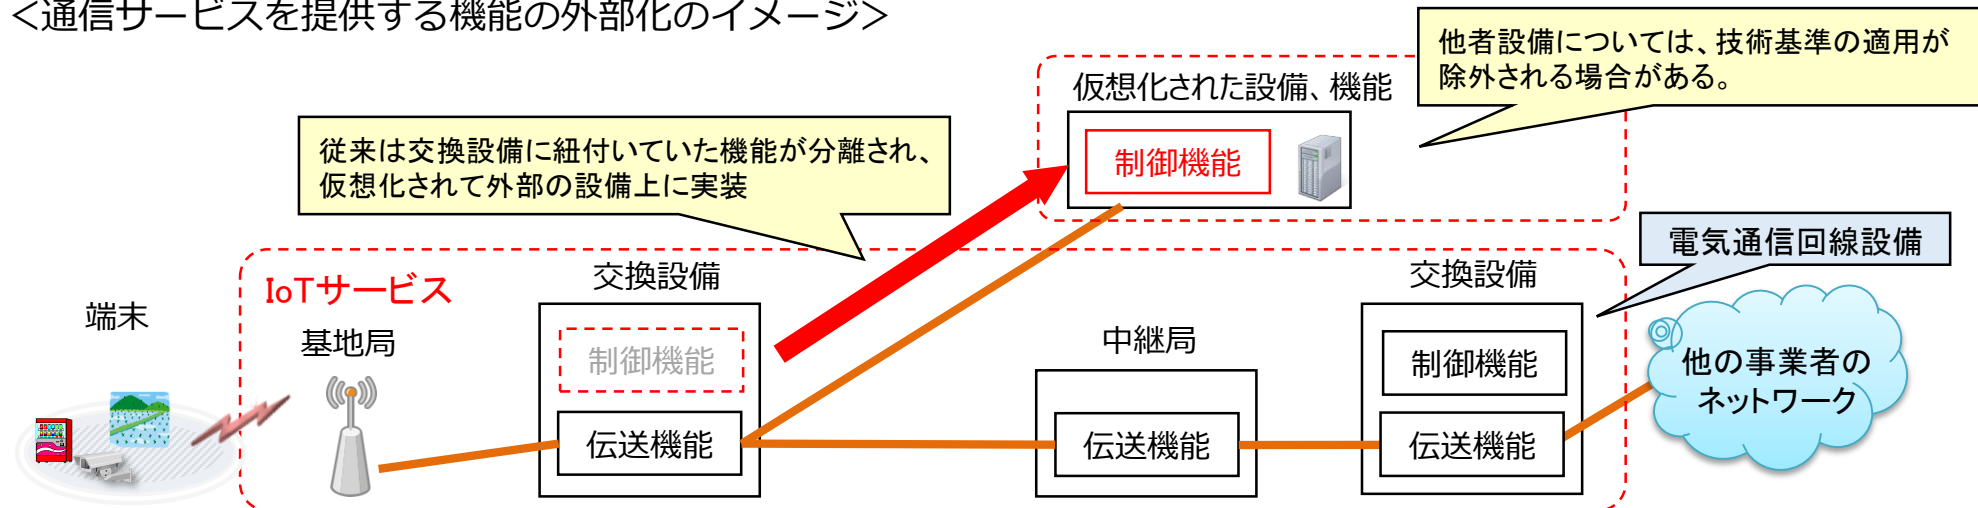 ＜通信サービスを提供する機能の外部化のイメージ＞
他者設備については、技術基準の適用が
除外される場合がある。
仮想化された設備、機能
制御機能
従来は交換設備に紐付いていた機能が分離され、
仮想化されて外部の設備上に実装
電気通信回線設備
IoTサービス
交換設備
交換設備
端末
基地局
中継局
制御機能
制御機能
他の事業者の
ネットワーク
伝送機能
伝送機能
伝送機能